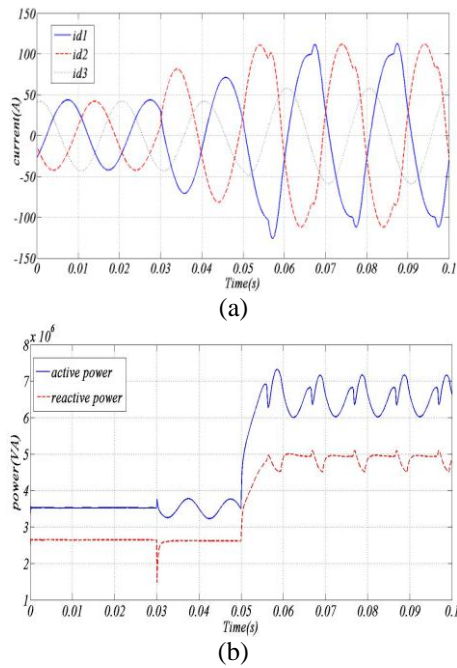 150
100
50
0
-50
-100
-150
current(A)
id1
id2
id3
0 0.01 0.02 0.03 0.04 0.05 0.06 0.07 0.08 0.09 0.1
Time(s)
(a)
8 x 10^6
7
6
5
4
3
2
1
power(VA)
active power
reactive power
0 0.01 0.02 0.03 0.04 0.05 0.06 0.07 0.08 0.09 0.1
Time(s)
(b)